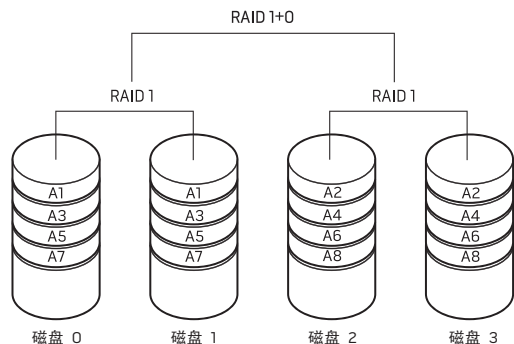 RAID 1+0
RAID 1 RAID 1
A1 A1 A2 A2
A3 A3 A4 A4
A5 A5 A6 A6
A7 A7 A8 A8
磁盘 0 磁盘 1 磁盘 2 磁盘 3